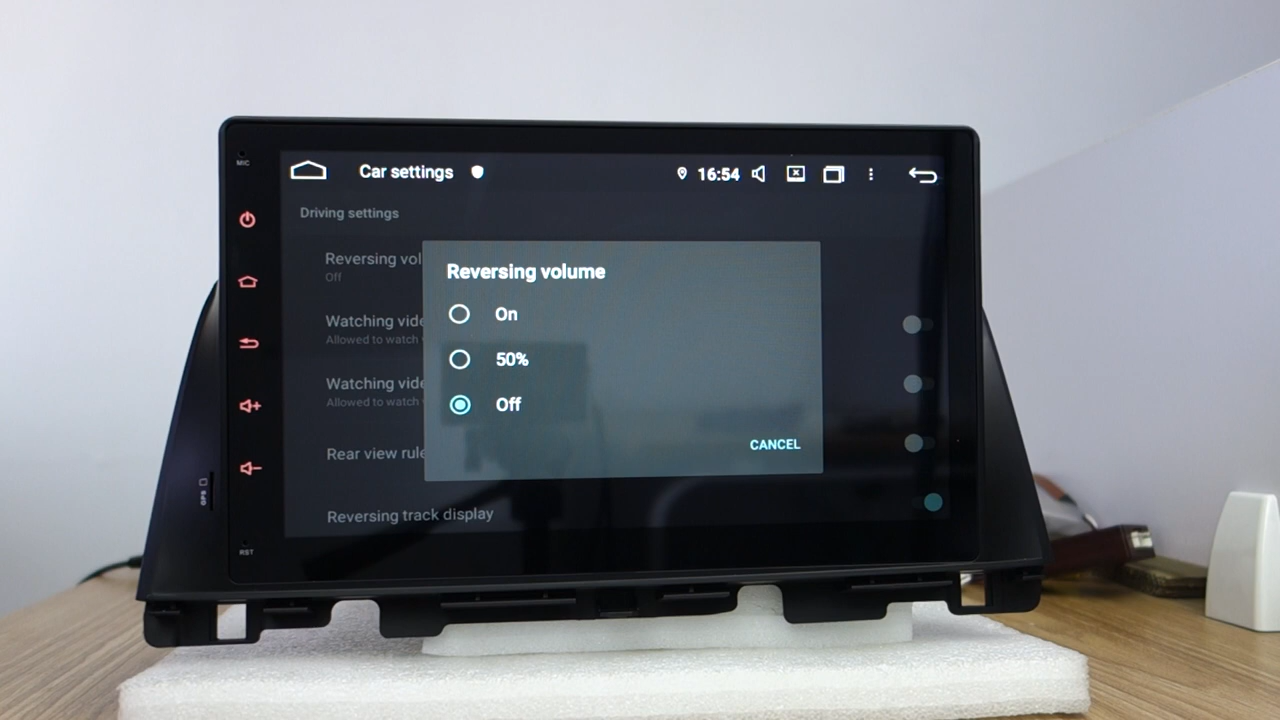 MIC
Car settings
16:54
Driving settings
Reversing vol
Off
Reversing volume
On
50%
Off
CANCEL
Watching vide
Allowed to watch
Watching vide
Allowed to watch
Rear view rule
Reversing track display
GPS
RST